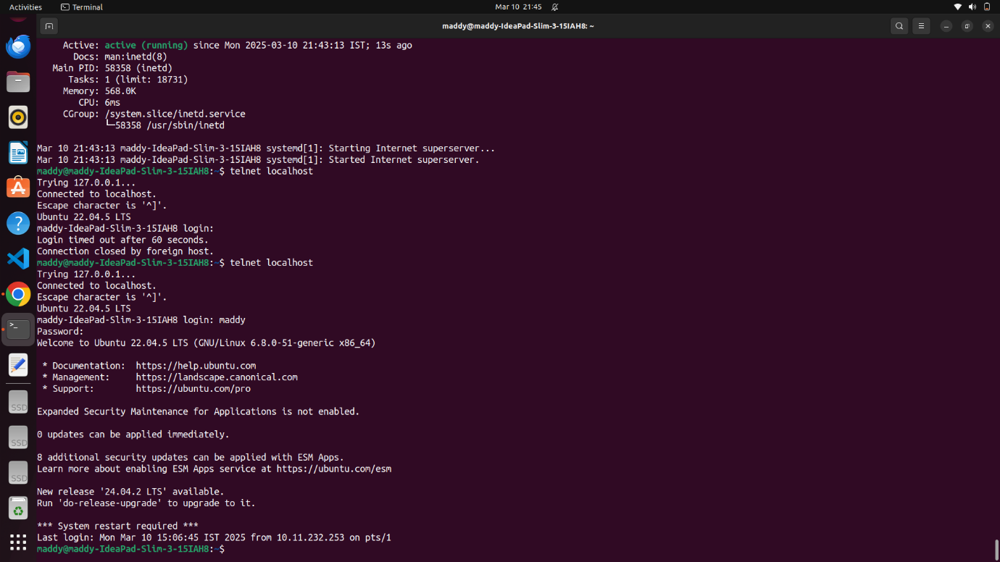 Activities
Terminal
Mar 10 21:45
maddy@maddy-IdeaPad-Slim-3-15IAH8: ~
Active: active (running) since Mon 2025-03-10 21:43:13 IST; 13s ago
Docs: man:inetd(8)
Main PID: 58358 (inetd)
Tasks: 1 (limit: 18731)
Memory: 568.0K
CPU: 6ms
CGroup: /system.slice/inetd.service
└─58358 /usr/sbin/inetd
Mar 10 21:43:13 maddy-IdeaPad-Slim-3-15IAH8 systemd[1]: Starting Internet superserver...
Mar 10 21:43:13 maddy-IdeaPad-Slim-3-15IAH8 systemd[1]: Started Internet superserver.
maddy@maddy-IdeaPad-Slim-3-15IAH8:~$ telnet localhost
Trying 127.0.0.1...
Connected to localhost.
Escape character is '^]'.
Ubuntu 22.04.5 LTS
maddy-IdeaPad-Slim-3-15IAH8 login:
Login timed out after 60 seconds.
Connection closed by foreign host.
maddy@maddy-IdeaPad-Slim-3-15IAH8:~$ telnet localhost
Trying 127.0.0.1...
Connected to localhost.
Escape character is '^]'.
Ubuntu 22.04.5 LTS
maddy-IdeaPad-Slim-3-15IAH8 login: maddy
Password:
Welcome to Ubuntu 22.04.5 LTS (GNU/Linux 6.8.0-51-generic x86_64)
* Documentation:  https://help.ubuntu.com
* Management:     https://landscape.canonical.com
* Support:        https://ubuntu.com/pro
Expanded Security Maintenance for Applications is not enabled.
0 updates can be applied immediately.
8 additional security updates can be applied with ESM Apps.
Learn more about enabling ESM Apps service at https://ubuntu.com/esm
New release '24.04.2 LTS' available.
Run 'do-release-upgrade' to upgrade to it.
*** System restart required ***
Last login: Mon Mar 10 15:06:45 IST 2025 from 10.11.232.253 on pts/1
maddy@maddy-IdeaPad-Slim-3-15IAH8:~$
SSD
SSD
SSD